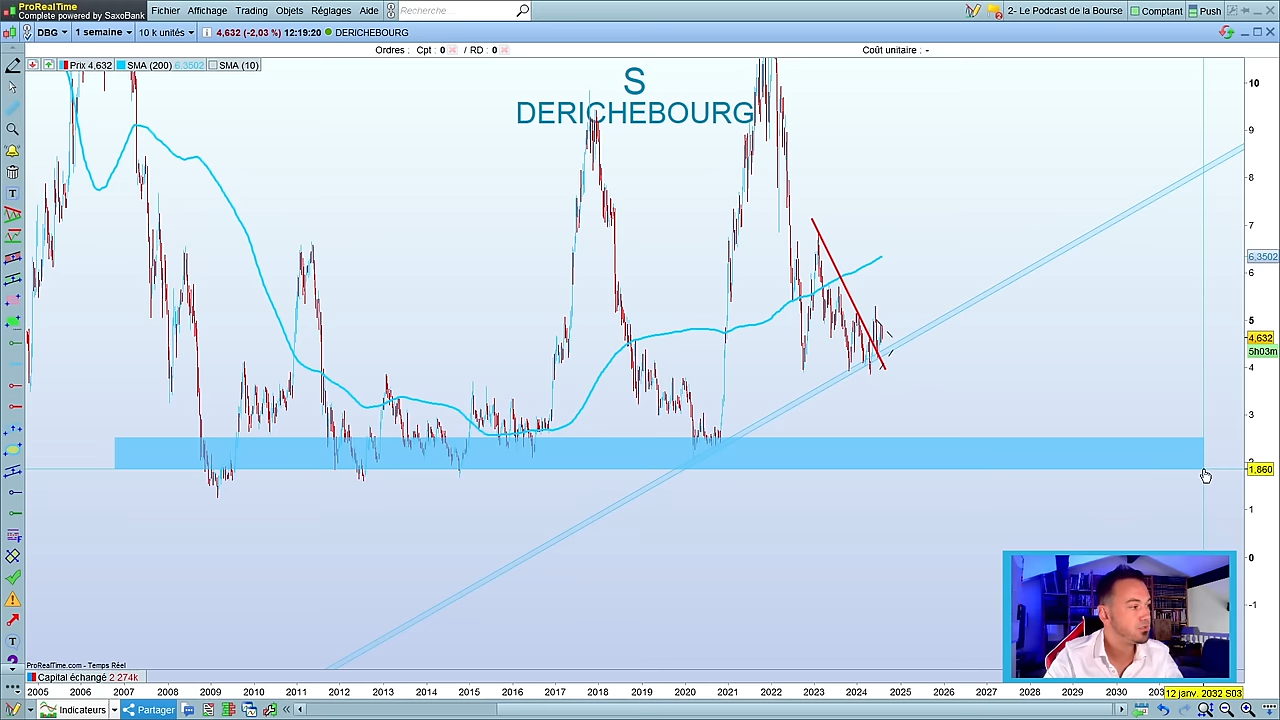 ProRealTime
Complete powered by SaxoBank
Fichier Affichage Trading Objets Réglages Aide Recherche 2- Le Podcast de la Bourse Comptant Push
DBG 1 semaine 10 k unités i 4,632 (-2,03 %) 12:19:20 DERICHEBOURG
Ordres : Cpt : 0 / RD : 0 Coût unitaire : -
Prix 4,632 SMA (200) 6,3502 SMA (10)
S
DERICHEBOURG
10
9
8
7
6,3502
6
5
4,632
5h03m
4
3
2
1,860
1
0
-1
ProRealTime.com - Temps Réel
Capital échangé 2 274k
2005 2006 2007 2008 2009 2010 2011 2012 2013 2014 2015 2016 2017 2018 2019 2020 2021 2022 2023 2024 2025 2026 2027 2028 2029 2030 12 janv. 2032 S03
Indicateurs Partager